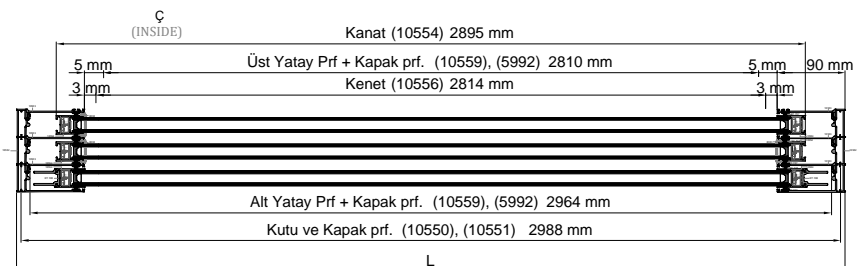 Ç
(INSIDE)
Kanat (10554) 2895 mm
5 mm
Üst Yatay Prf + Kapak prf. (10559), (5992) 2810 mm
5 mm
90 mm
3 mm
Kenet (10556) 2814 mm
3 mm
Alt Yatay Prf + Kapak prf. (10559), (5992) 2964 mm
Kutu ve Kapak prf. (10550), (10551) 2988 mm
L